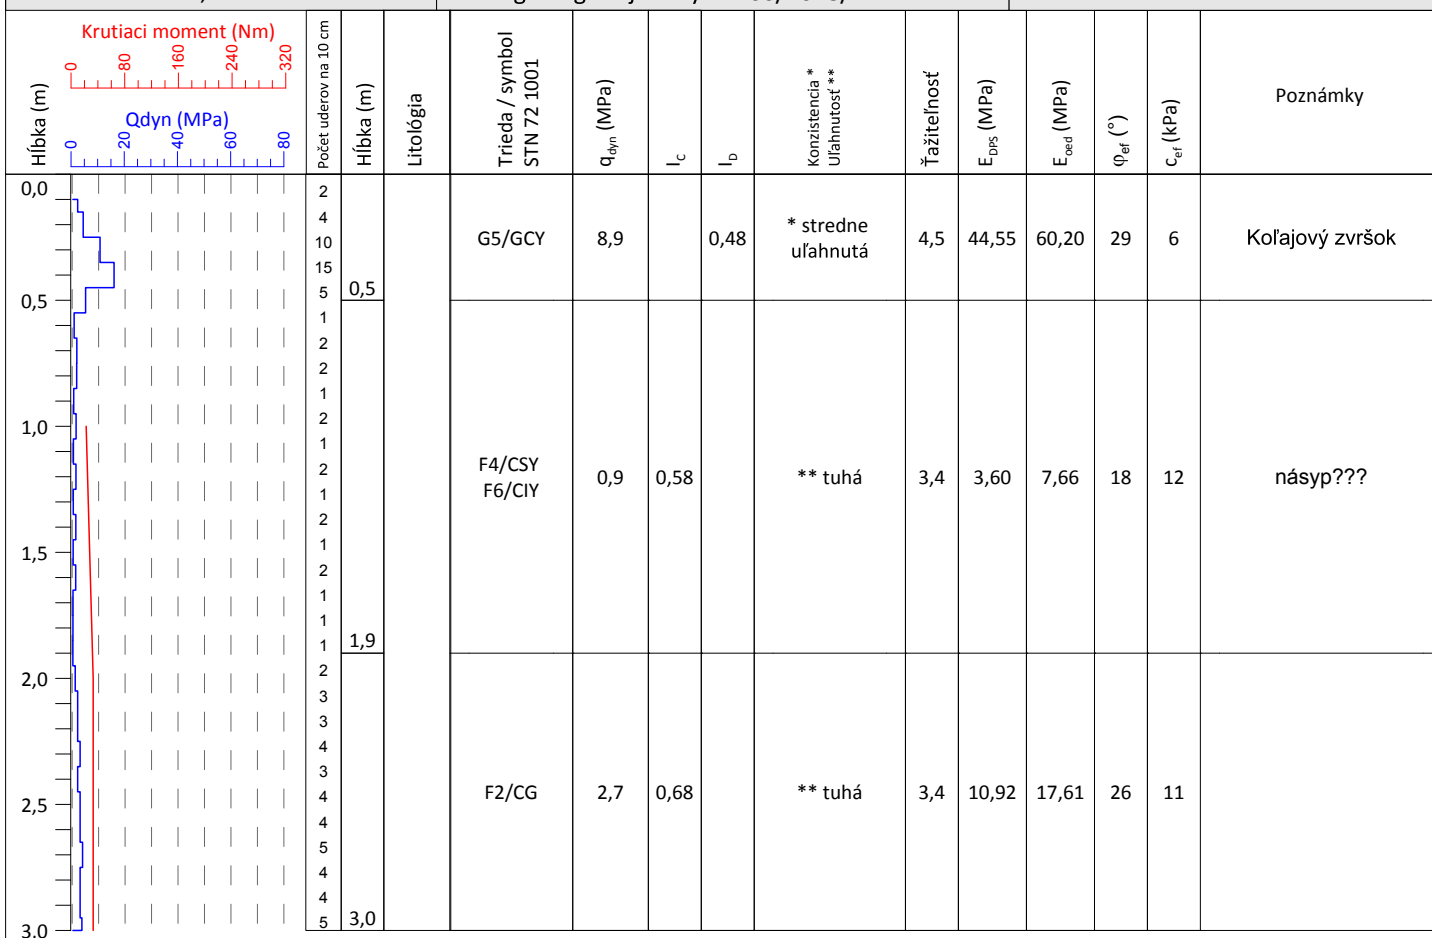 Krutiaci moment (Nm)
0 80 160 240 320
Qdyn (MPa)
0 20 40 60 80
Hĺbka (m)
Počet uderov na 10 cm
Hĺbka (m)
Litológia
Trieda / symbol
STN 72 1001
qdyn (MPa)
IC
ID
Konzistencia *
Uľahnutosť **
Ťažiteľnosť
EDPS (MPa)
Eoed (MPa)
φef (°)
cef (kPa)
Poznámky
0,0
0,5
1,0
1,5
2,0
2,5
3,0
2
4
10
15
5
1
2
2
1
2
1
2
1
2
1
2
1
1
1
2
3
3
4
3
4
4
5
4
4
5
0,5
G5/GCY 8,9 0,48 * stredne
uľahnutá 4,5 44,55 60,20 29 6 Koľajový zvršok
1,9
F4/CSY
F6/CIY 0,9 0,58 ** tuhá 3,4 3,60 7,66 18 12 násyp???
3,0
F2/CG 2,7 0,68 ** tuhá 3,4 10,92 17,61 26 11